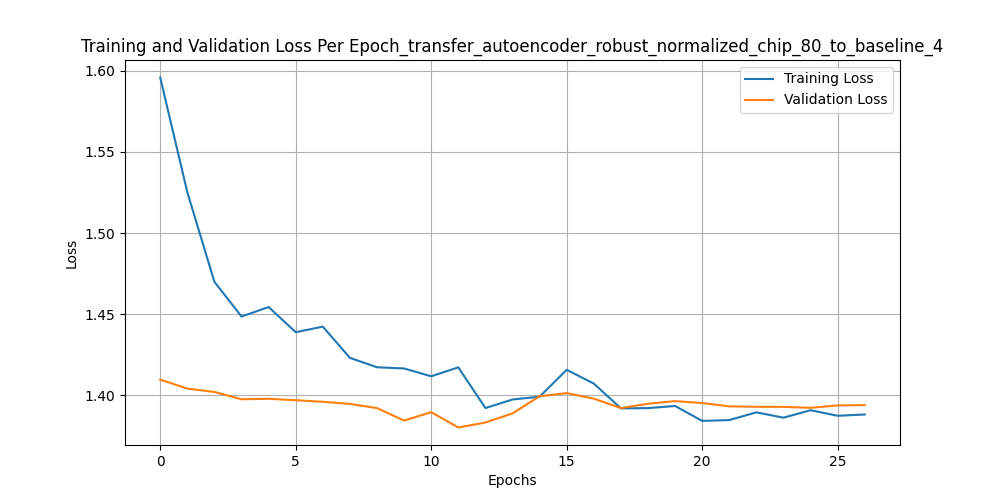 Training and Validation Loss Per Epoch_transfer_autoencoder_robust_normalized_chip_80_to_baseline_4
1.60
Training Loss
Validation Loss
1.55
1.50
Loss
1.45
1.40
0
5
10
15
20
25
Epochs